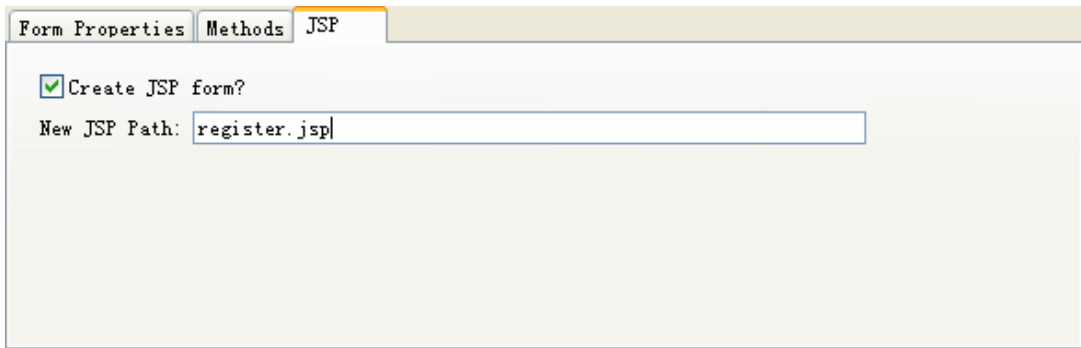 Form Properties Methods JSP
Create JSP form?
New JSP Path: register.jsp